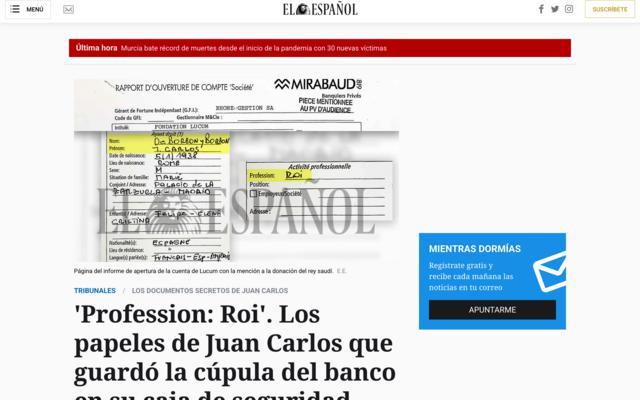 MENÚ
EL ESPAÑOL
SUSCRÍBETE
Última hora Murcia bate récord de muertes desde el inicio de la pandemia con 30 nuevas víctimas
RAPPORT D'OUVERTURE DE COMPTE 'Société'
MIRABAUD
Banquiers Privés
PIECE MENTIONNEE
AU PV D'AUDIENCE
Gérant de Fortune Indépendant (G.F.I.): RHONE-GESTION SA
Code du GFI: Gestionnaire M&Cie :
Intitulé: FONDATION LUCUM
Nom: De BORBON y BORBON
Prénom: J. CARLOS
Date de naissance: 5/1/1938
Lieu de naissance: ROME
Sexe: M
Situation de famille: MARIÉ
Conjoint / Adresse: PALACIO de LA
ZARZUELA - MADRID
Enfant(s) / Age: FELIPE - ELENA
CRISTINA
Nationalité(s): ESPAGNE
Lieu de résidence:
Langue(s) parlée(s): FRANCAIS - Esp -
Activité professionnelle
Profession: ROI
Position:
Employeur/Société
Adresse :
EL ESPAÑOL
Página del informe de apertura de la cuenta de Lucum con la mención a la donación del rey saudí. E.E.
TRIBUNALES / LOS DOCUMENTOS SECRETOS DE JUAN CARLOS
'Profession: Roi'. Los
papeles de Juan Carlos que
guardó la cúpula del banco
en su caja de seguridad
MIENTRAS DORMÍAS
Regístrate gratis y
recibe cada mañana las
noticias en tu correo
APUNTARME